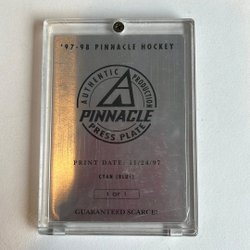 '97-98 PINNACLE HOCKEY
AUTHENTIC PRODUCTION
PINNACLE
PRESS PLATE
PRINT DATE: 11/24/97
CYAN (BLUE)
1 OF 1
GUARANTEED SCARCE!